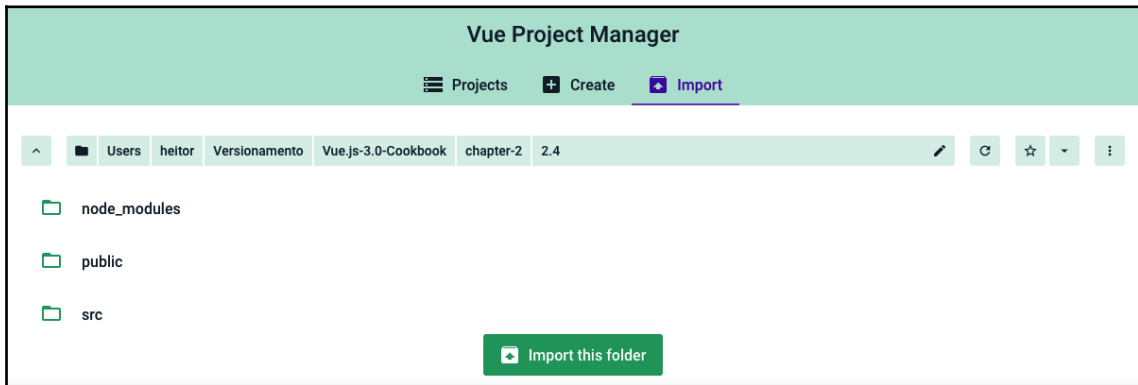 Vue Project Manager
Projects Create Import
Users heitor Versionamento Vue.js-3.0-Cookbook chapter-2 2.4
node_modules
public
src
Import this folder